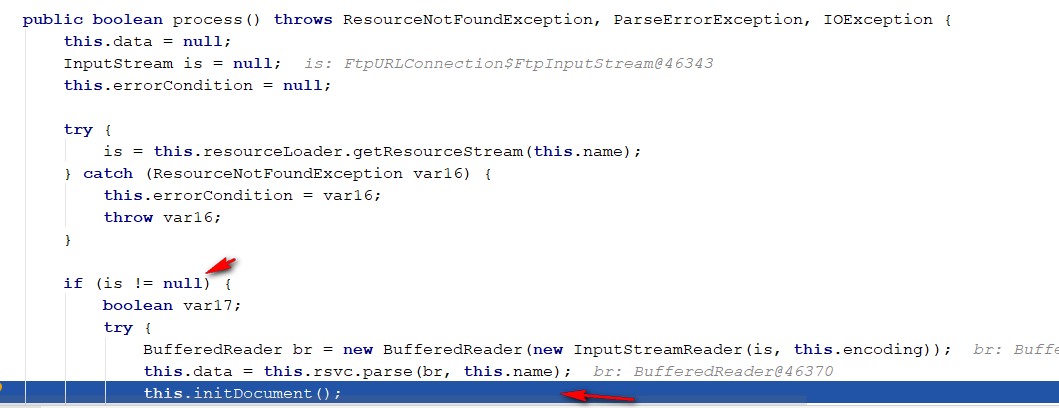 public boolean process() throws ResourceNotFoundException, ParseErrorException, IOException {
this.data = null;
InputStream is = null;  is: FtpURLConnection$FtpInputStream@46343
this.errorCondition = null;
try {
is = this.resourceLoader.getResourceStream(this.name);
} catch (ResourceNotFoundException var16) {
this.errorCondition = var16;
throw var16;
}
if (is != null) {
boolean var17;
try {
BufferedReader br = new BufferedReader(new InputStreamReader(is, this.encoding));  br: Buffe
this.data = this.rsvc.parse(br, this.name);  br: BufferedReader@46370
this.initDocument();